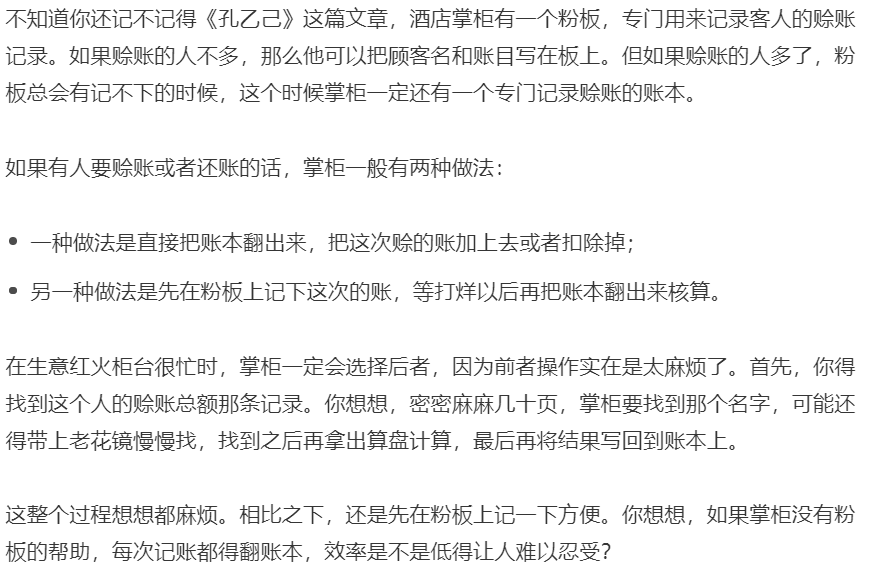 不知道你还记不记得《孔乙己》这篇文章，酒店掌柜有一个粉板，专门用来记录客人的赊账
记录。如果赊账的人不多，那么他可以把顾客名和账目写在板上。但如果赊账的人多了，粉
板总会有记不下的时候，这个时候掌柜一定还有一个专门记录赊账的账本。
如果有人要赊账或者还账的话，掌柜一般有两种做法：
• 一种做法是直接把账本翻出来，把这次赊的账加上去或者扣除掉；
• 另一种做法是先在粉板上记下这次的账，等打烊以后再把账本翻出来核算。
在生意红火柜台很忙时，掌柜一定会选择后者，因为前者操作实在是太麻烦了。首先，你得
找到这个人的赊账总额那条记录。你想想，密密麻麻几十页，掌柜要找到那个名字，可能还
得带上老花镜慢慢找，找到之后再拿出算盘计算，最后再将结果写回到账本上。
这整个过程想想都麻烦。相比之下，还是先在粉板上记一下方便。你想想，如果掌柜没有粉
板的帮助，每次记账都得翻账本，效率是不是低得让人难以忍受？